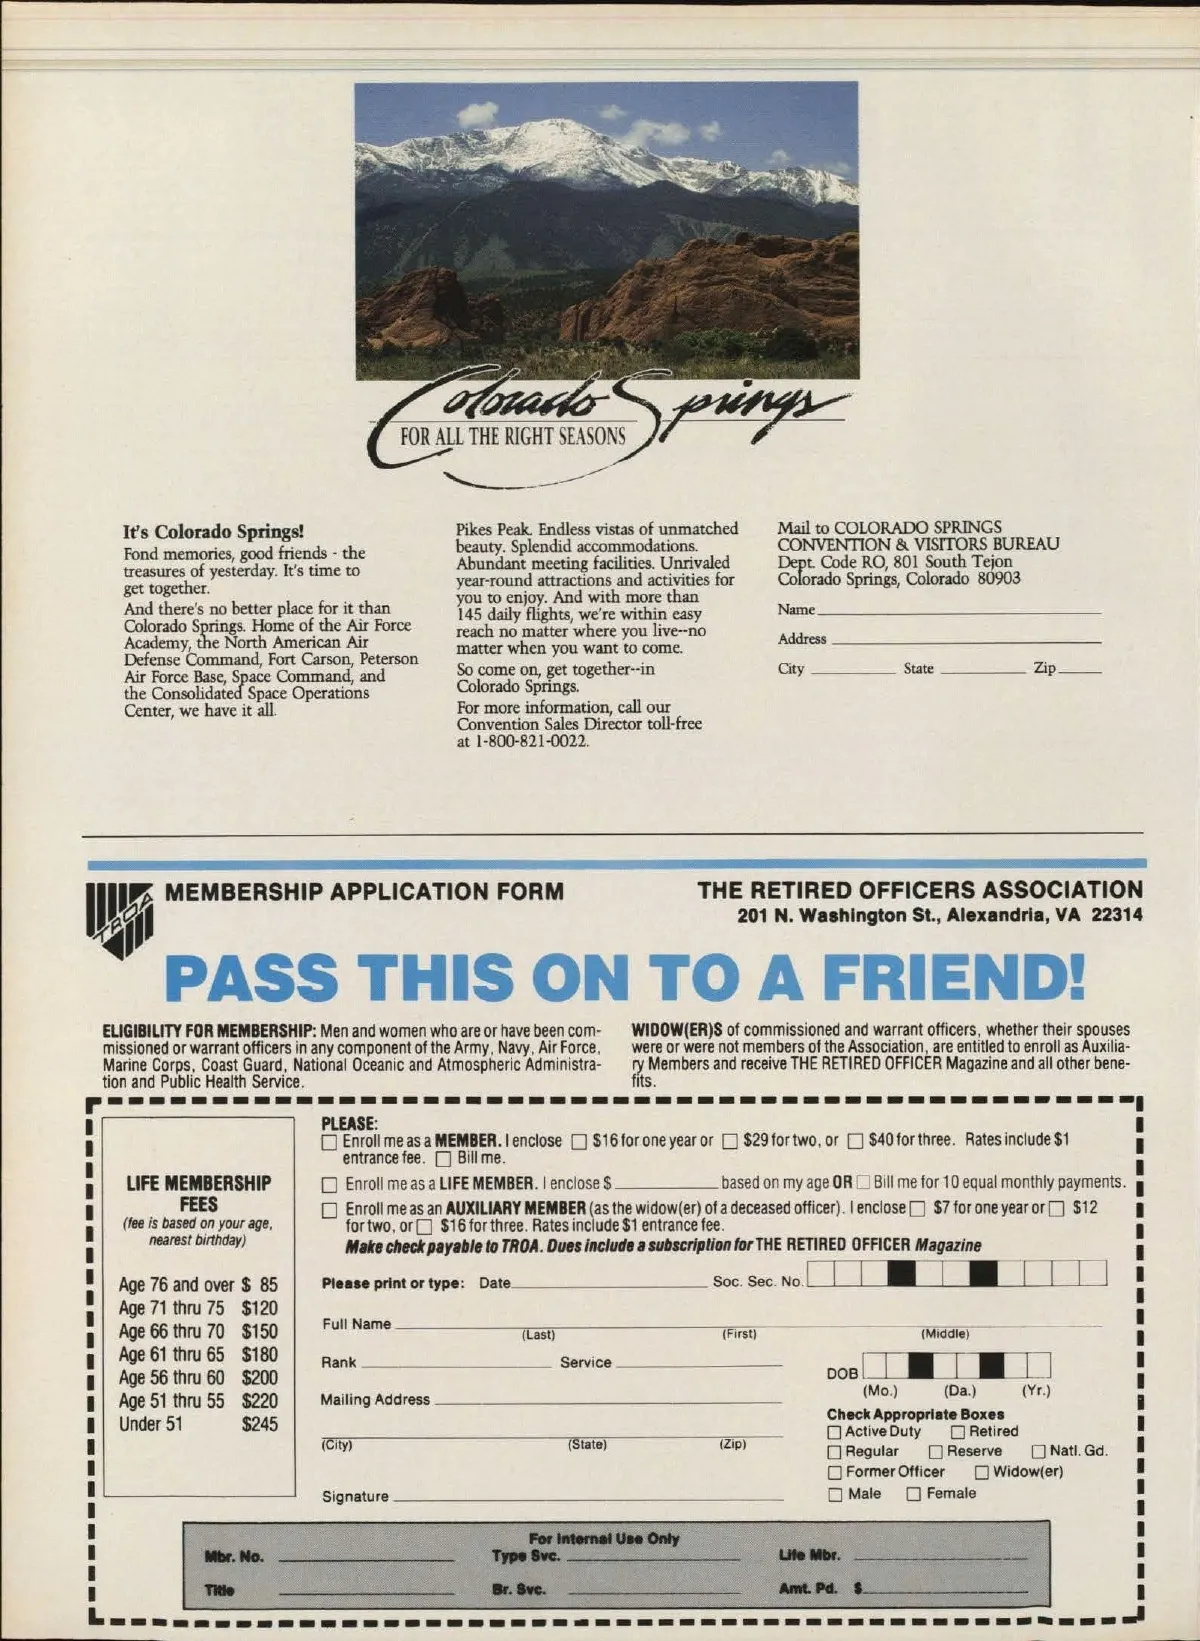 Colorado Springs
FOR ALL THE RIGHT SEASONS
It's Colorado Springs!
Fond memories, good friends - the
treasures of yesterday. It's time to
get together.
And there's no better place for it than
Colorado Springs. Home of the Air Force
Academy, the North American Air
Defense Command, Fort Carson, Peterson
Air Force Base, Space Command, and
the Consolidated Space Operations
Center, we have it all.
Pikes Peak. Endless vistas of unmatched
beauty. Splendid accommodations.
Abundant meeting facilities. Unrivaled
year-round attractions and activities for
you to enjoy. And with more than
145 daily flights, we're within easy
reach no matter where you live--no
matter when you want to come.
So come on, get together--in
Colorado Springs.
For more information, call our
Convention Sales Director toll-free
at 1-800-821-0022.
Mail to COLORADO SPRINGS
CONVENTION & VISITORS BUREAU
Dept. Code RO, 801 South Tejon
Colorado Springs, Colorado 80903
Name
Address
City State Zip
TROA
MEMBERSHIP APPLICATION FORM
THE RETIRED OFFICERS ASSOCIATION
201 N. Washington St., Alexandria, VA 22314
PASS THIS ON TO A FRIEND!
ELIGIBILITY FOR MEMBERSHIP: Men and women who are or have been com-
missioned or warrant officers in any component of the Army, Navy, Air Force,
Marine Corps, Coast Guard, National Oceanic and Atmospheric Administra-
tion and Public Health Service.
WIDOW(ER)S of commissioned and warrant officers, whether their spouses
were or were not members of the Association, are entitled to enroll as Auxilia-
ry Members and receive THE RETIRED OFFICER Magazine and all other bene-
fits.
LIFE MEMBERSHIP
FEES
(fee is based on your age,
nearest birthday)
Age 76 and over $ 85
Age 71 thru 75 $120
Age 66 thru 70 $150
Age 61 thru 65 $180
Age 56 thru 60 $200
Age 51 thru 55 $220
Under 51 $245
PLEASE:
Enroll me as a MEMBER. I enclose $16 for one year or $29 for two, or $40 for three. Rates include $1
entrance fee. Bill me.
Enroll me as a LIFE MEMBER. I enclose $ based on my age OR Bill me for 10 equal monthly payments.
Enroll me as an AUXILIARY MEMBER (as the widow(er) of a deceased officer). I enclose $7 for one year or $12
for two, or $16 for three. Rates include $1 entrance fee.
Make check payable to TROA. Dues include a subscription for THE RETIRED OFFICER Magazine
Please print or type: Date Soc. Sec. No.
Full Name
(Last) (First) (Middle)
Rank Service
DOB
(Mo.) (Da.) (Yr.)
Mailing Address
(City) (State) (Zip)
Signature
Check Appropriate Boxes
Active Duty Retired
Regular Reserve Natl. Gd.
Former Officer Widow(er)
Male Female
For Internal Use Only
Mbr. No. Type Svc. Life Mbr.
Title Br. Svc. Amt. Pd. $